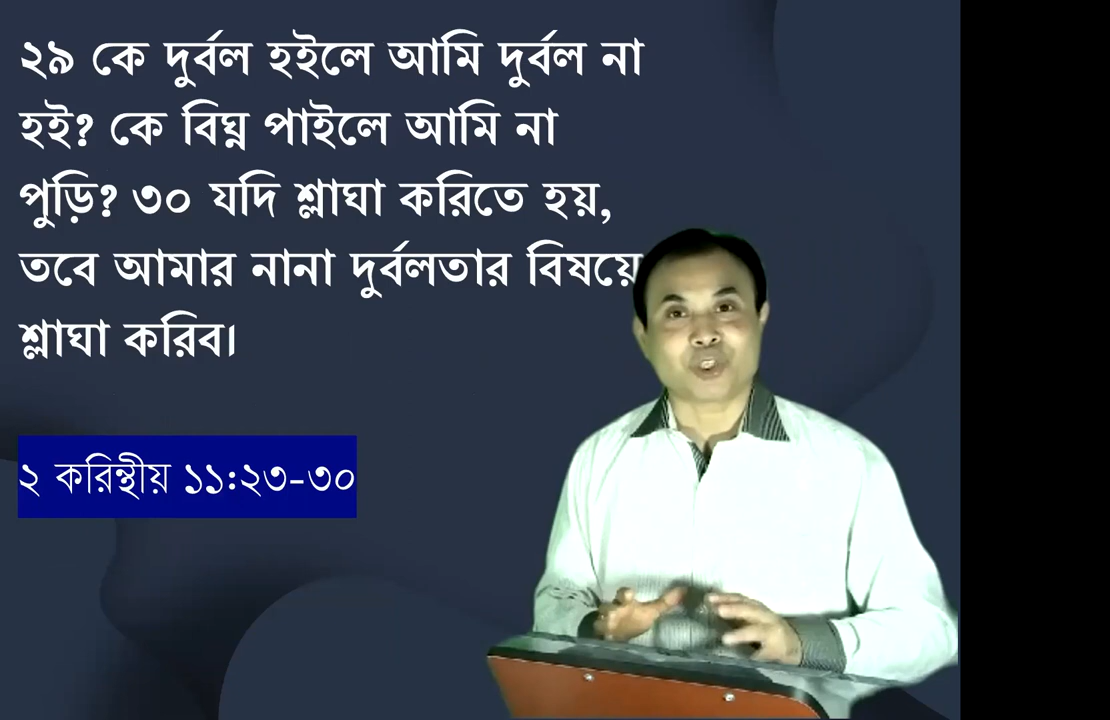 ২৯ কে দুর্বল হইলে আমি দুর্বল না
হই? কে বিঘ্ন পাইলে আমি না
পুড়ি? ৩০ যদি শ্লাঘা করিতে হয়,
তবে আমার নানা দুর্বলতার বিষয়ে
শ্লাঘা করিব।
২ করিন্থীয় ১১:২৩-৩০